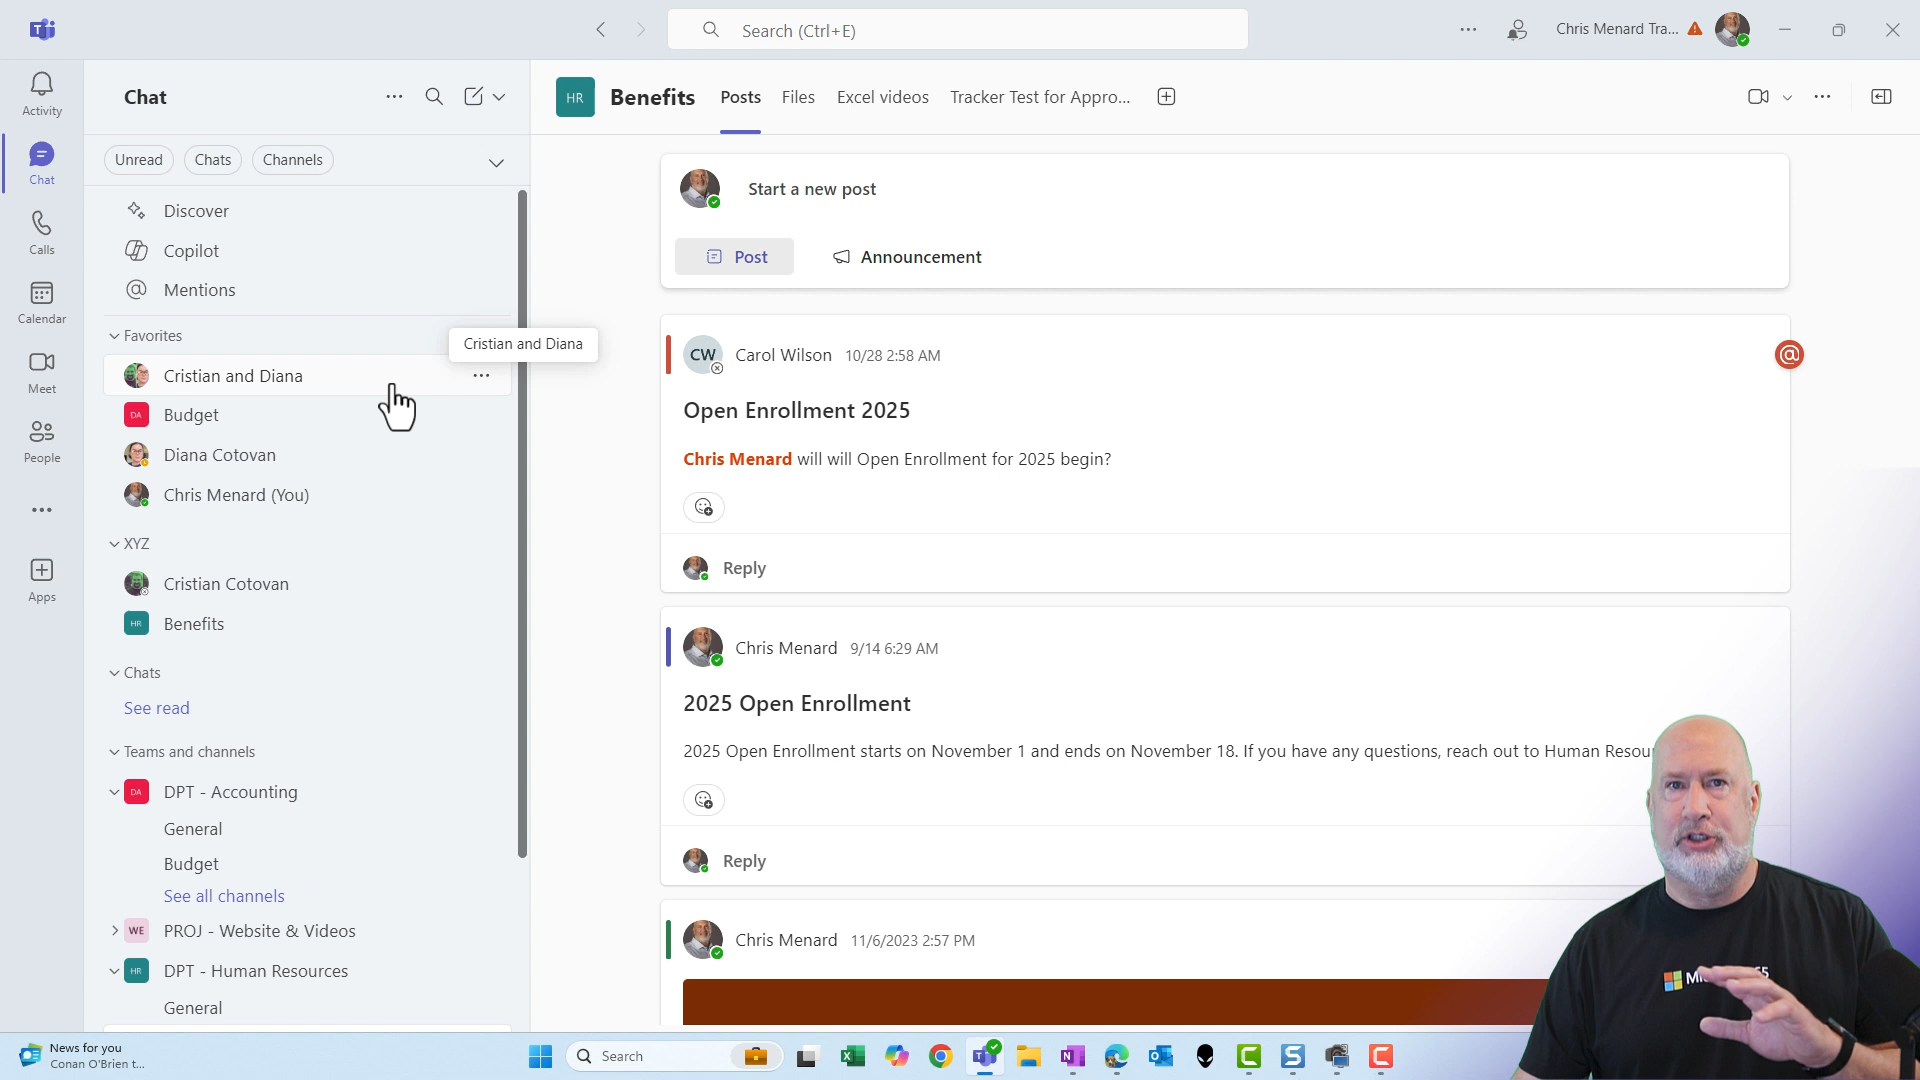 Search (Ctrl+E)
Chris Menard Tra...
Activity
Chat
Calls
Calendar
Meet
People
Apps
Chat
Unread
Chats
Channels
Discover
Copilot
Mentions
Favorites
Cristian and Diana
Cristian and Diana
DA
Budget
Diana Cotovan
Chris Menard (You)
XYZ
Cristian Cotovan
HR
Benefits
Chats
See read
Teams and channels
DA
DPT - Accounting
General
Budget
See all channels
WE
PROJ - Website & Videos
HR
DPT - Human Resources
General
HR
Benefits
Posts
Files
Excel videos
Tracker Test for Appro...
Start a new post
Post
Announcement
CW
Carol Wilson 10/28 2:58 AM
@
Open Enrollment 2025
Chris Menard will will Open Enrollment for 2025 begin?
Reply
Chris Menard 9/14 6:29 AM
2025 Open Enrollment
2025 Open Enrollment starts on November 1 and ends on November 18. If you have any questions, reach out to Human
Reply
Chris Menard 11/6/2023 2:57 PM
News for you
Conan O'Brien t...
Search